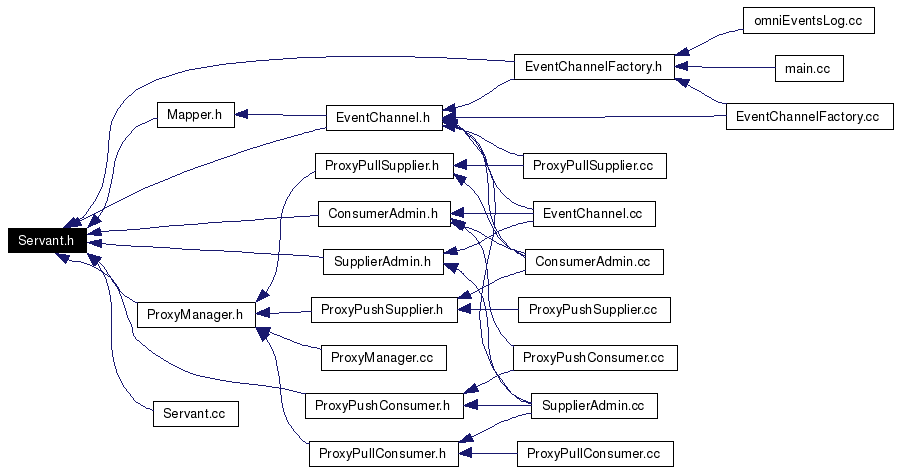 omniEventsLog.cc
EventChannelFactory.h
main.cc
Mapper.h
EventChannel.h
EventChannelFactory.cc
ProxyPullSupplier.h
ProxyPullSupplier.cc
ConsumerAdmin.h
EventChannel.cc
Servant.h
SupplierAdmin.h
ConsumerAdmin.cc
ProxyManager.h
ProxyPushSupplier.h
ProxyPushSupplier.cc
ProxyManager.cc
ProxyPushConsumer.cc
Servant.cc
ProxyPushConsumer.h
SupplierAdmin.cc
ProxyPullConsumer.h
ProxyPullConsumer.cc